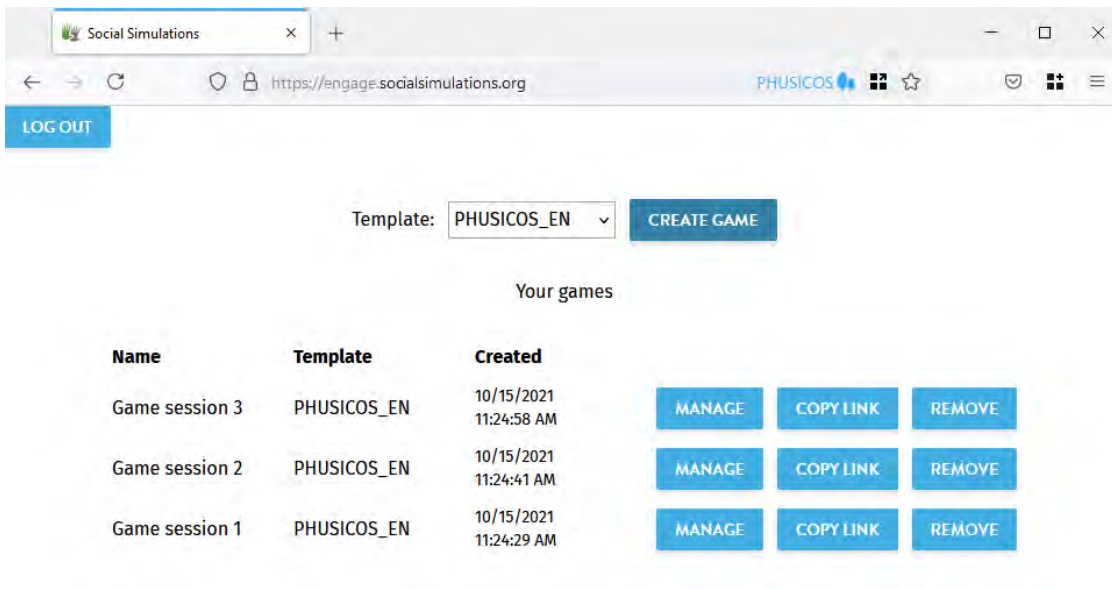 Social Simulations
https://engage.socialsimulations.org PHUSICOS
LOG OUT
Template: PHUSICOS_EN CREATE GAME
Your games
Name Template Created
Game session 3 PHUSICOS_EN 10/15/2021 11:24:58 AM MANAGE COPY LINK REMOVE
Game session 2 PHUSICOS_EN 10/15/2021 11:24:41 AM MANAGE COPY LINK REMOVE
Game session 1 PHUSICOS_EN 10/15/2021 11:24:29 AM MANAGE COPY LINK REMOVE